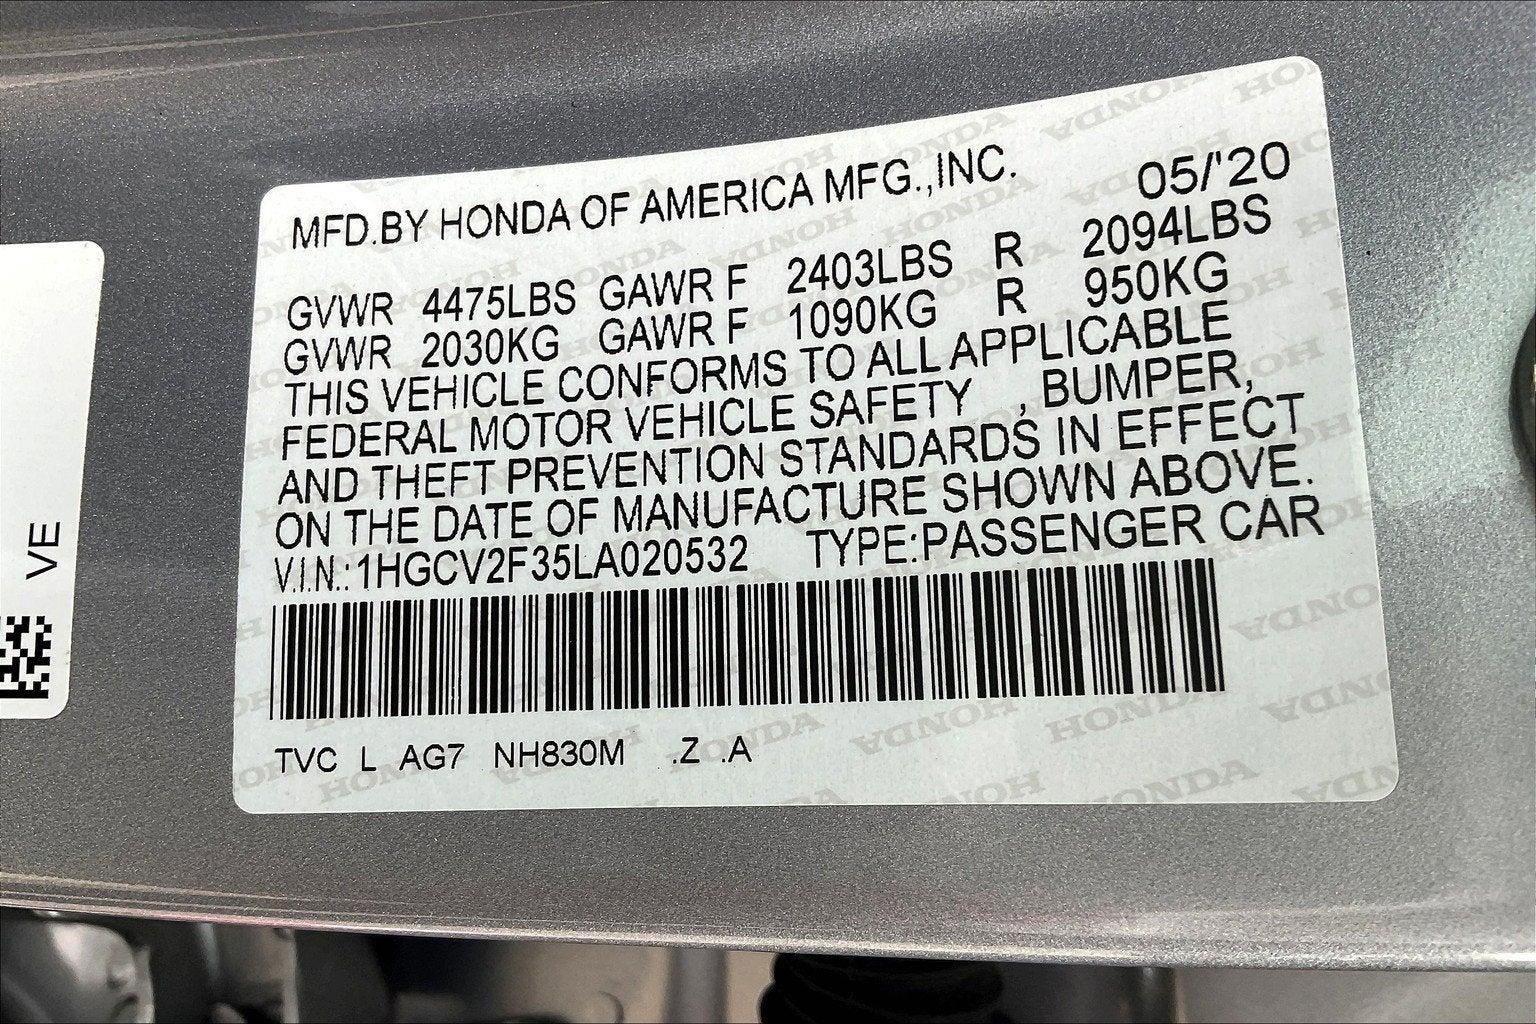 MFD.BY HONDA OF AMERICA MFG.,INC. 05/'20
GVWR 4475LBS GAWR F 2403LBS R 2094LBS
GVWR 2030KG GAWR F 1090KG R 950KG
THIS VEHICLE CONFORMS TO ALL APPLICABLE
FEDERAL MOTOR VEHICLE SAFETY , BUMPER,
AND THEFT PREVENTION STANDARDS IN EFFECT
ON THE DATE OF MANUFACTURE SHOWN ABOVE.
V.I.N.: 1HGCV2F35LA020532 TYPE:PASSENGER CAR
TVC L AG7 NH830M .Z .A
VE